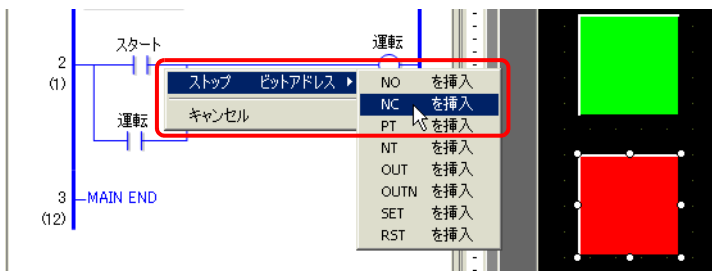 スタート
運転
2
(1)
ストップ ビットアドレス
キャンセル
運転
NO を挿入
NC を挿入
PT を挿入
NT を挿入
OUT を挿入
OUTN を挿入
SET を挿入
RST を挿入
3
MAIN END
(12)